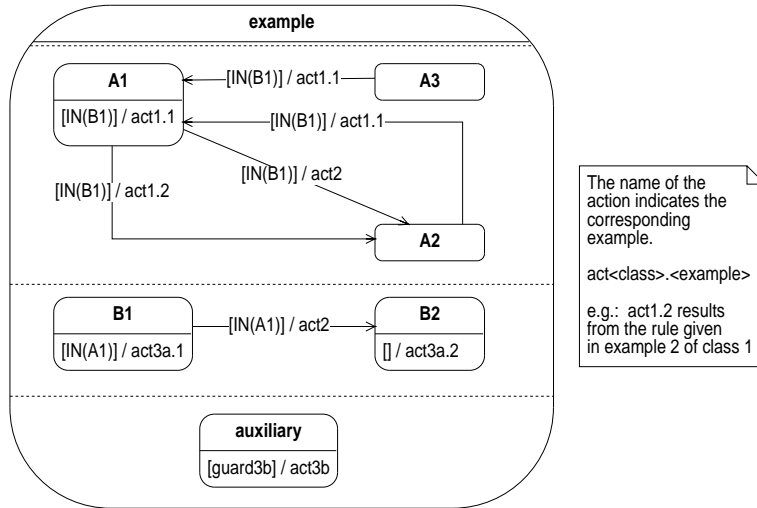 example
A1
[IN(B1)] / act1.1
A3
[IN(B1)] / act1.1
[IN(B1)] / act1.1
[IN(B1)] / act2
[IN(B1)] / act1.2
A2
B1
[IN(A1)] / act3a.1
[IN(A1)] / act2
B2
[] / act3a.2
auxiliary
[guard3b] / act3b
The name of the
action indicates the
corresponding
example.
act<class>.<example>
e.g.: act1.2 results
from the rule given
in example 2 of class 1